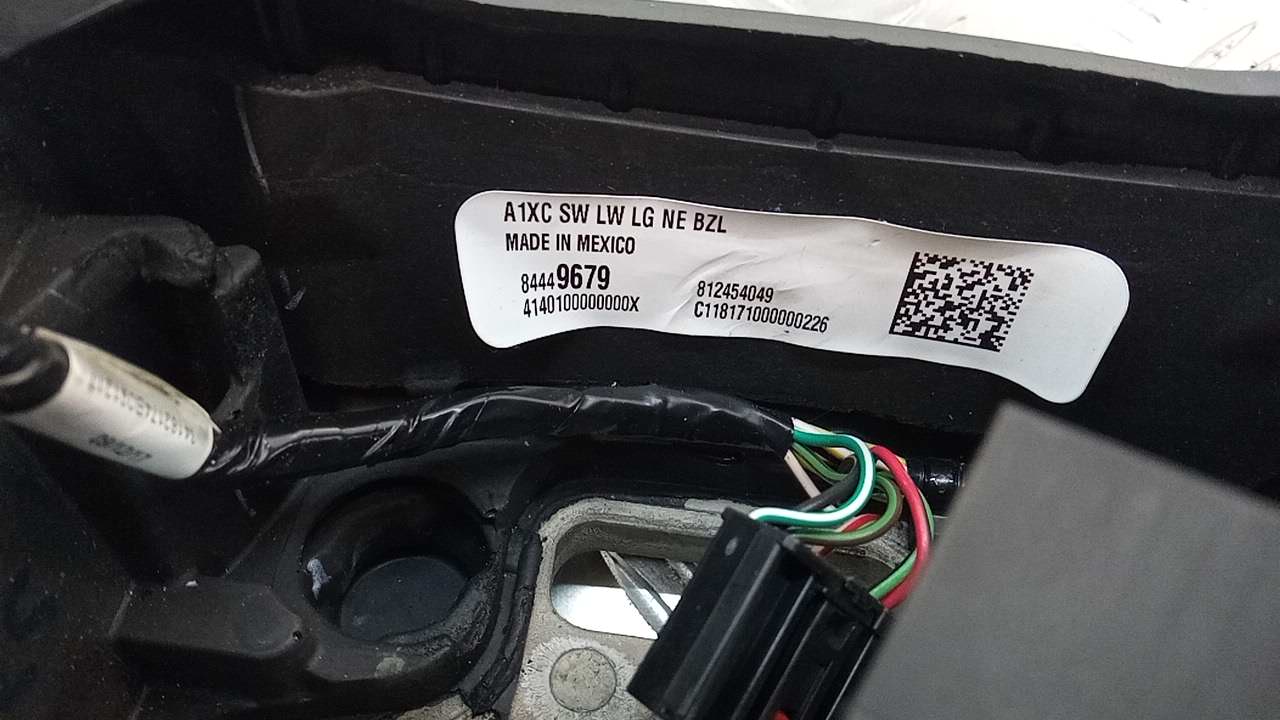 A1XC SW LW LG NE BZL
MADE IN MEXICO
84449679
4140100000000X
812454049
C118171000000226